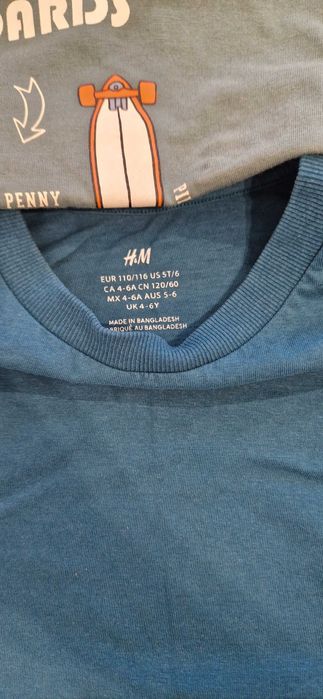 PENNY
H&M
EUR 110/116 US 5T/6
CA 4-6A CN 120/60
MX 4-6A AUS 5-6
UK 4-6Y
MADE IN BANGLADESH
FABRIQUÉ AU BANGLADESH